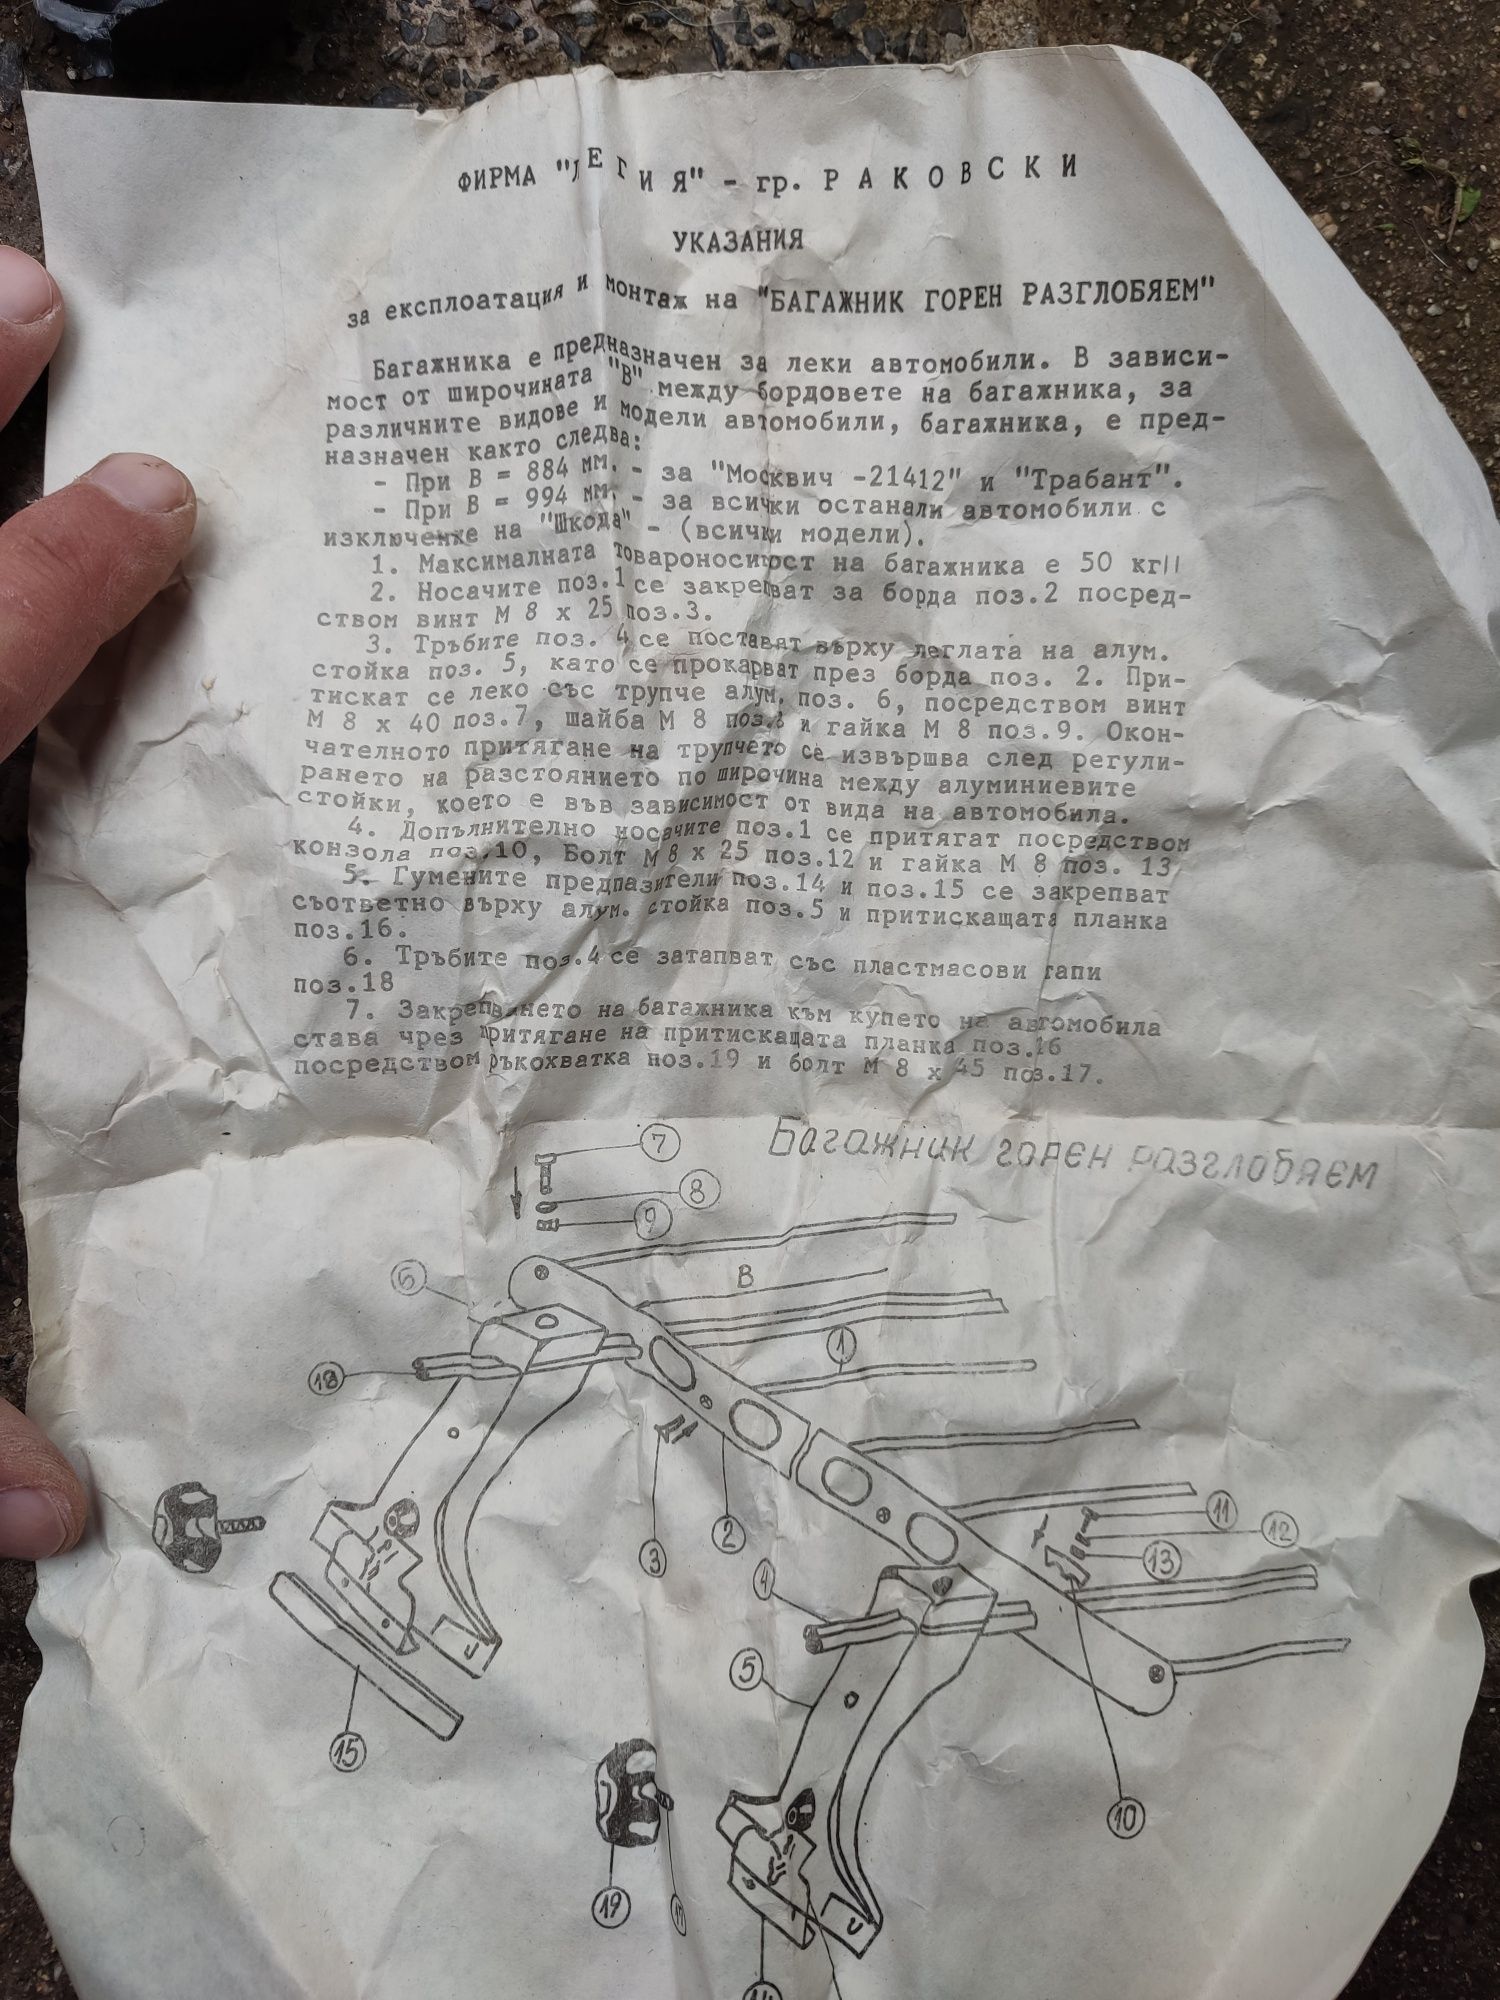 ФИРМА "ЛЕГИЯ" - гр. Р А К О В С К И
УКАЗАНИЯ
за експлоатация и монтаж на "БАГАЖНИК ГОРЕН РАЗГЛОБЯЕМ"
Багажника е предназначен за леки автомобили. В зависи-
мост от широчината "В" между бордовете на багажника, за
различните видове и модели автомобили, багажника, е пред-
назначен както следва:
- При В = 884 мм. - за "Москвич -21412" и "Трабант".
- При В = 994 мм. - за всички останали автомобили с
изключение на "Шкода" - (всички модели).
1. Максималната товароносимост на багажника е 50 кг!!
2. Носачите поз.1 се закрепват за борда поз.2 посред-
ством винт М 8 х 25 поз.3.
3. Тръбите поз. 4 се поставят върху леглата на алум.
стойка поз. 5, като се прокарват през борда поз. 2. При-
тискат се леко със трупче алум. поз. 6, посредством винт
М 8 х 40 поз.7, шайба М 8 поз.8 и гайка М 8 поз.9. Окон-
чателното притягане на трупчето се извършва след регули-
рането на разстоянието по широчина между алуминиевите
стойки, което е във зависимост от вида на автомобила.
4. Допълнително носачите поз.1 се притягат посредством
конзола поз.10, Болт М 8 х 25 поз.12 и гайка М 8 поз. 13
5. Гумените предпазители поз.14 и поз.15 се закрепват
съответно върху алум. стойка поз.5 и притискащата планка
поз.16.
6. Тръбите поз.4 се затапват със пластмасови тапи
поз.18
7. Закрепването на багажника към купето на автомобила
става чрез притягане на притискащата планка поз.16
посредством ръкохватка поз.19 и болт М 8 х 45 поз.17.
Багажник горен разглобяем
7
8
9
6
В
18
1
3
2
11
12
13
4
5
15
10
19
17
14